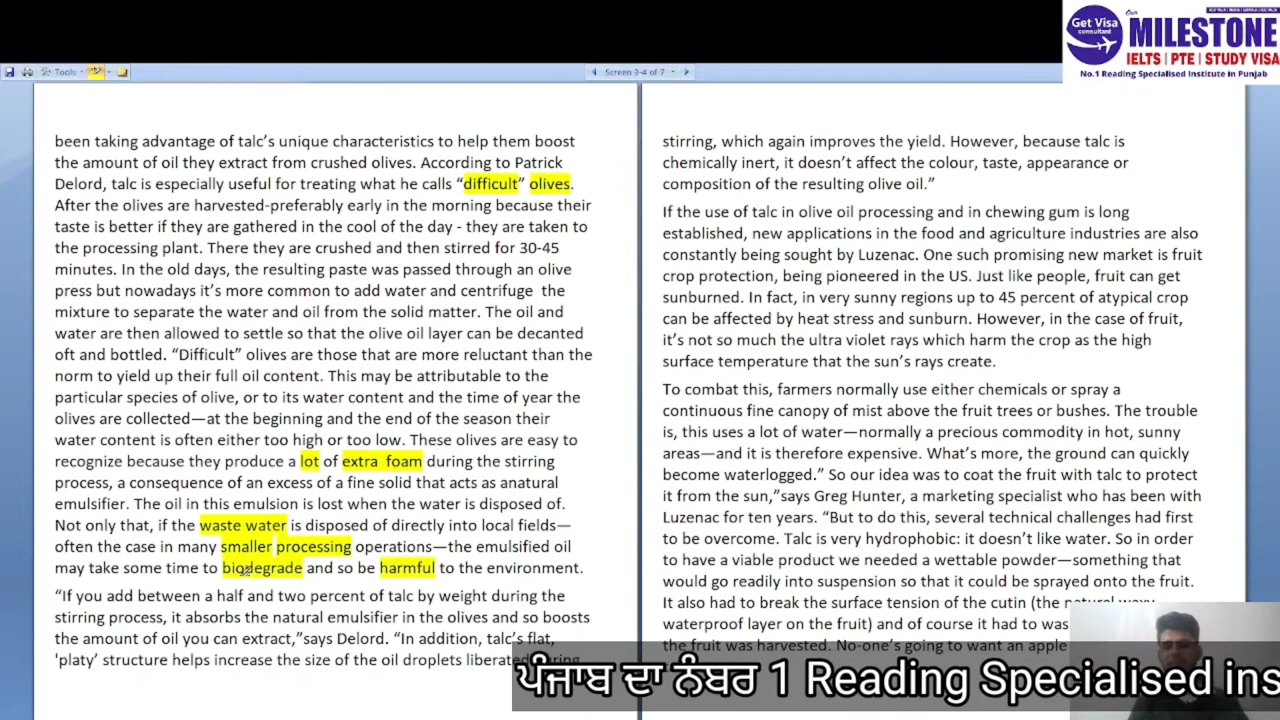 Get Visa
consultant
Our
MILESTONE
IELTS | PTE | STUDY VISA
No.1 Reading Specialised Institute in Punjab
Tools
Screen 3-4 of 7
been taking advantage of talc's unique characteristics to help them boost
the amount of oil they extract from crushed olives. According to Patrick
Delord, talc is especially useful for treating what he calls "difficult" olives.
After the olives are harvested-preferably early in the morning because their
taste is better if they are gathered in the cool of the day - they are taken to
the processing plant. There they are crushed and then stirred for 30-45
minutes. In the old days, the resulting paste was passed through an olive
press but nowadays it's more common to add water and centrifuge the
mixture to separate the water and oil from the solid matter. The oil and
water are then allowed to settle so that the olive oil layer can be decanted
oft and bottled. "Difficult" olives are those that are more reluctant than the
norm to yield up their full oil content. This may be attributable to the
particular species of olive, or to its water content and the time of year the
olives are collected—at the beginning and the end of the season their
water content is often either too high or too low. These olives are easy to
recognize because they produce a lot of extra foam during the stirring
process, a consequence of an excess of a fine solid that acts as anatural
emulsifier. The oil in this emulsion is lost when the water is disposed of.
Not only that, if the waste water is disposed of directly into local fields—
often the case in many smaller processing operations—the emulsified oil
may take some time to biodegrade and so be harmful to the environment.
"If you add between a half and two percent of talc by weight during the
stirring process, it absorbs the natural emulsifier in the olives and so boosts
the amount of oil you can extract,"says Delord. "In addition, talc's flat,
'platy' structure helps increase the size of the oil droplets liberated during
stirring, which again improves the yield. However, because talc is
chemically inert, it doesn't affect the colour, taste, appearance or
composition of the resulting olive oil."
If the use of talc in olive oil processing and in chewing gum is long
established, new applications in the food and agriculture industries are also
constantly being sought by Luzenac. One such promising new market is fruit
crop protection, being pioneered in the US. Just like people, fruit can get
sunburned. In fact, in very sunny regions up to 45 percent of atypical crop
can be affected by heat stress and sunburn. However, in the case of fruit,
it's not so much the ultra violet rays which harm the crop as the high
surface temperature that the sun's rays create.
To combat this, farmers normally use either chemicals or spray a
continuous fine canopy of mist above the fruit trees or bushes. The trouble
is, this uses a lot of water—normally a precious commodity in hot, sunny
areas—and it is therefore expensive. What's more, the ground can quickly
become waterlogged." So our idea was to coat the fruit with talc to protect
it from the sun,"says Greg Hunter, a marketing specialist who has been with
Luzenac for ten years. "But to do this, several technical challenges had first
to be overcome. Talc is very hydrophobic: it doesn't like water. So in order
to have a viable product we needed a wettable powder—something that
would go readily into suspension so that it could be sprayed onto the fruit.
It also had to break the surface tension of the cutin (the natural waxy
waterproof layer on the fruit) and of course it had to was
the fruit was harvested. No-one's going to want an apple
ਪੰਜਾਬ ਦਾ ਨੰਬਰ 1 Reading Specialised ins